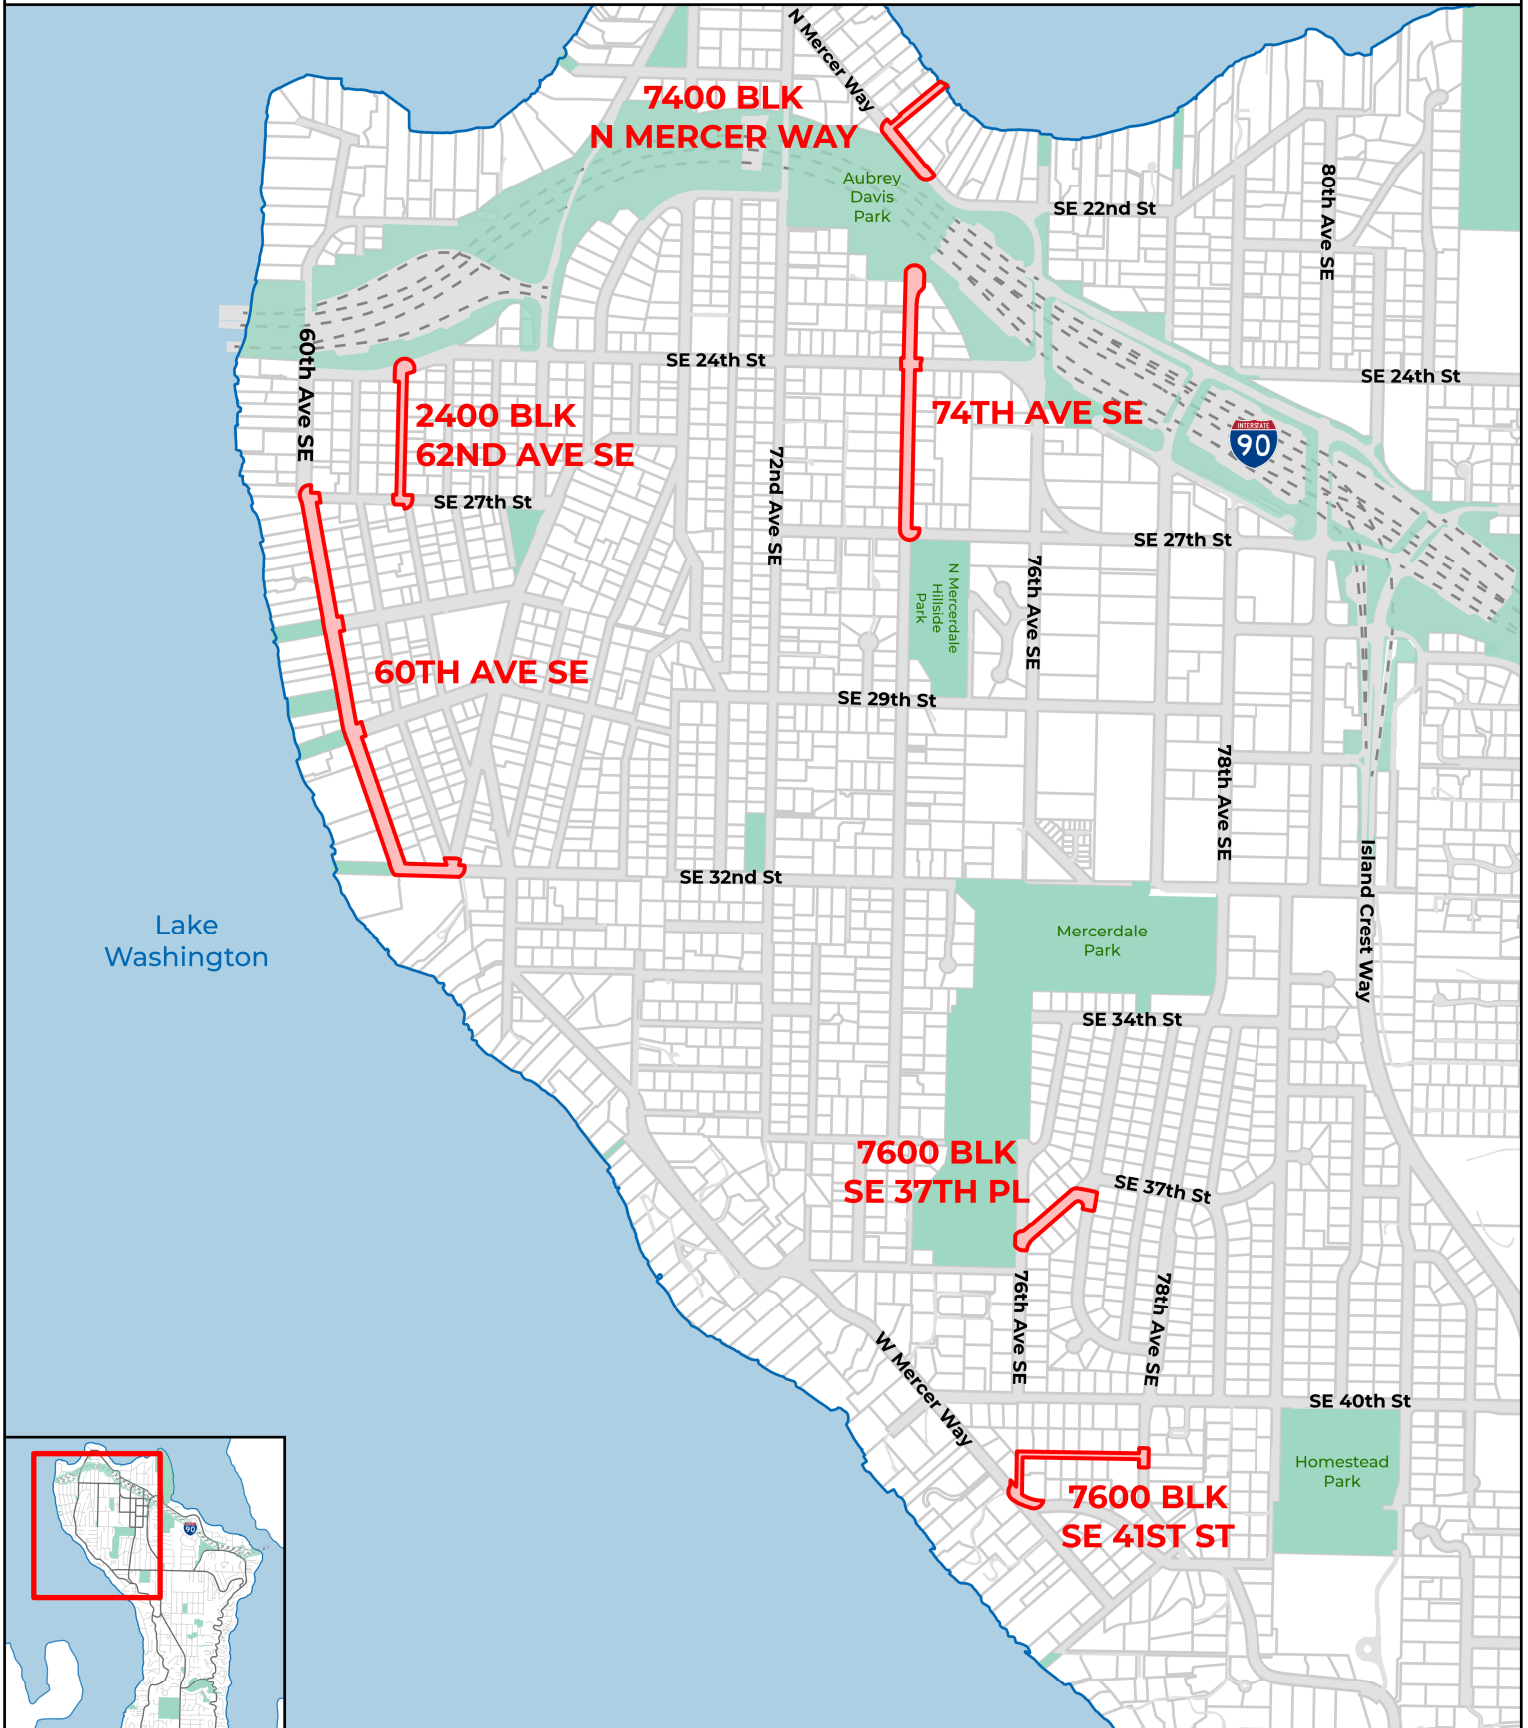 N Mercer Way
7400 BLK
N MERCER WAY
Aubrey
Davis
Park
SE 22nd St
80th Ave SE
60th Ave SE
SE 24th St
SE 24th St
2400 BLK
62ND AVE SE
74TH AVE SE
INTERSTATE
90
72nd Ave SE
SE 27th St
SE 27th St
N Mercerdale
Hillside
Park
76th Ave SE
60TH AVE SE
SE 29th St
78th Ave SE
SE 32nd St
Island Crest Way
Lake
Washington
Mercerdale
Park
SE 34th St
7600 BLK
SE 37TH PL
SE 37th St
76th Ave SE
78th Ave SE
W Mercer Way
SE 40th St
Homestead
Park
7600 BLK
SE 41ST ST
90